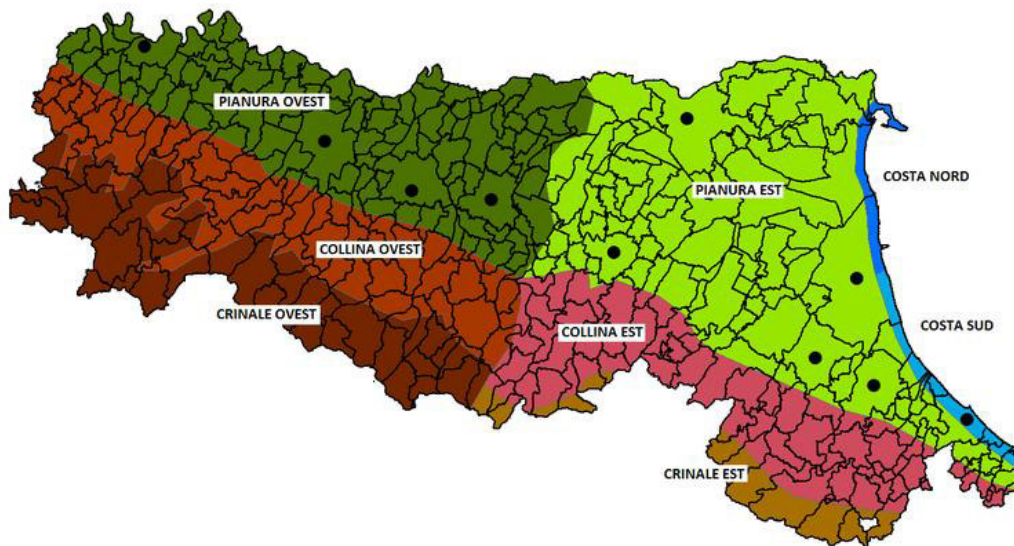 PIANURA OVEST
COSTA NORD
PIANURA EST
COLLINA OVEST
CRINALE OVEST
COLLINA EST
COSTA SUD
CRINALE EST